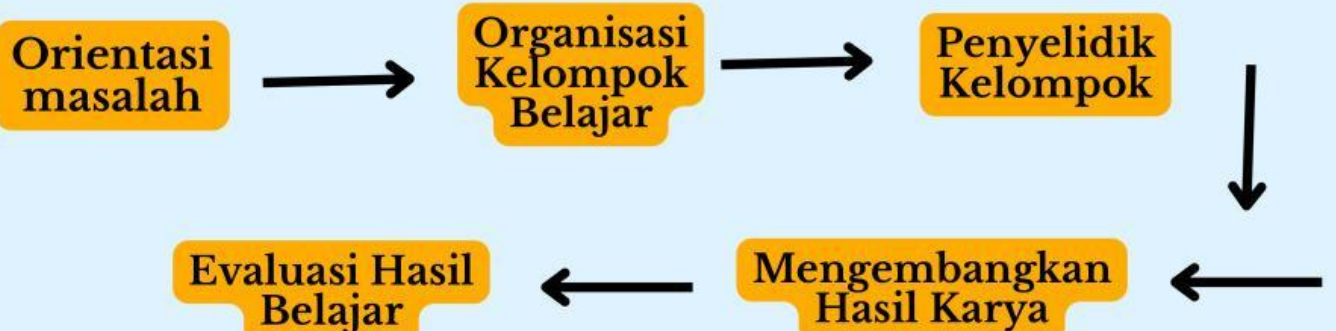 Orientasi
masalah
Organisasi
Kelompok
Belajar
Penyelidik
Kelompok
Mengembangkan
Hasil Karya
Evaluasi Hasil
Belajar